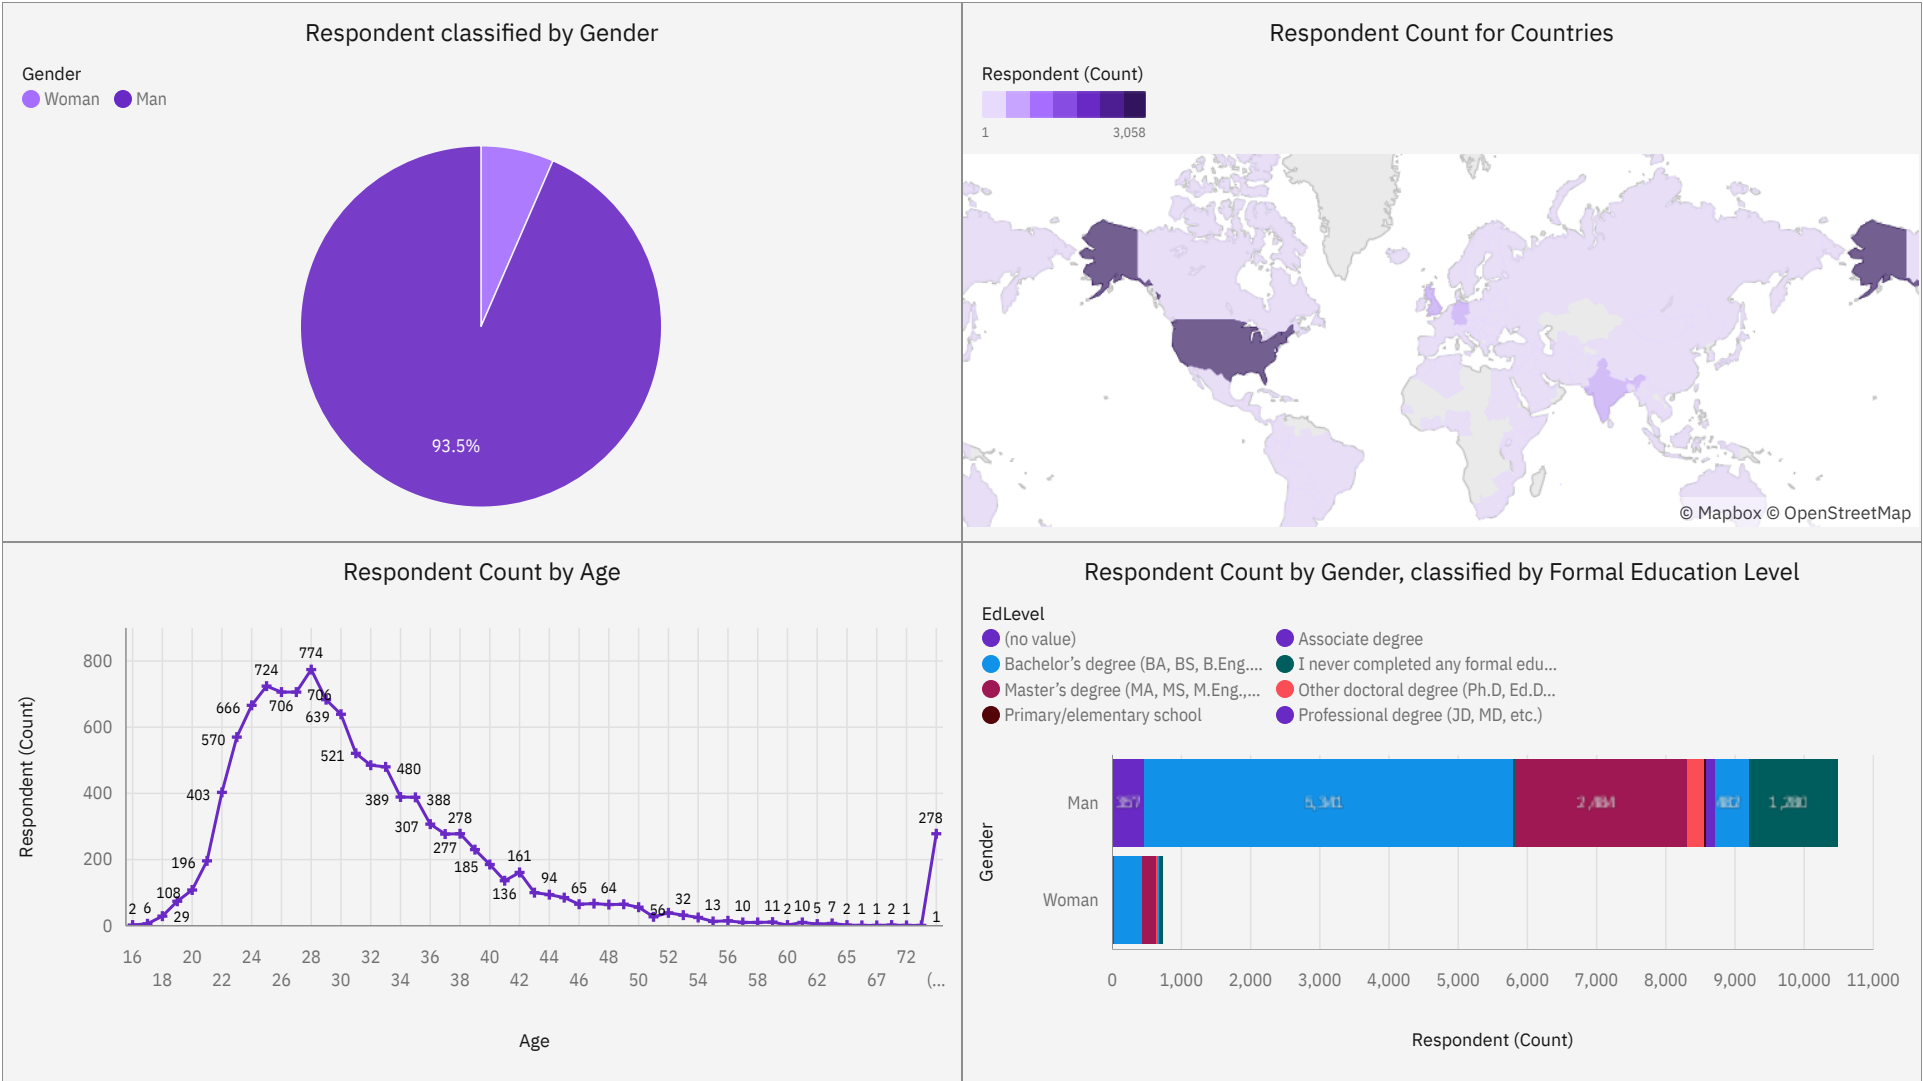 Respondent classified by Gender
Gender
Woman Man
93.5%
Respondent Count for Countries
Respondent (Count)
1 3,058
© Mapbox © OpenStreetMap
Respondent Count by Age
Respondent (Count)
800
600
400
200
0
2 6 29 108 196 403 570 666 724 706 774 706 639 521 480 389 388 307 277 278 185 136 161 94 65 64 56 32 13 10 11 2 10 5 7 2 1 1 2 1 1 278
16 20 24 28 32 36 40 44 48 52 56 60 65 72
18 22 26 30 34 38 42 46 50 54 58 62 67 (...
Age
Respondent Count by Gender, classified by Formal Education Level
EdLevel
(no value) Associate degree
Bachelor’s degree (BA, BS, B.Eng.... I never completed any formal edu...
Master’s degree (MA, MS, M.Eng.,... Other doctoral degree (Ph.D, Ed.D...
Primary/elementary school Professional degree (JD, MD, etc.)
Gender
Man 357 5,341 2,484 482 1,280
Woman
0 1,000 2,000 3,000 4,000 5,000 6,000 7,000 8,000 9,000 10,000 11,000
Respondent (Count)